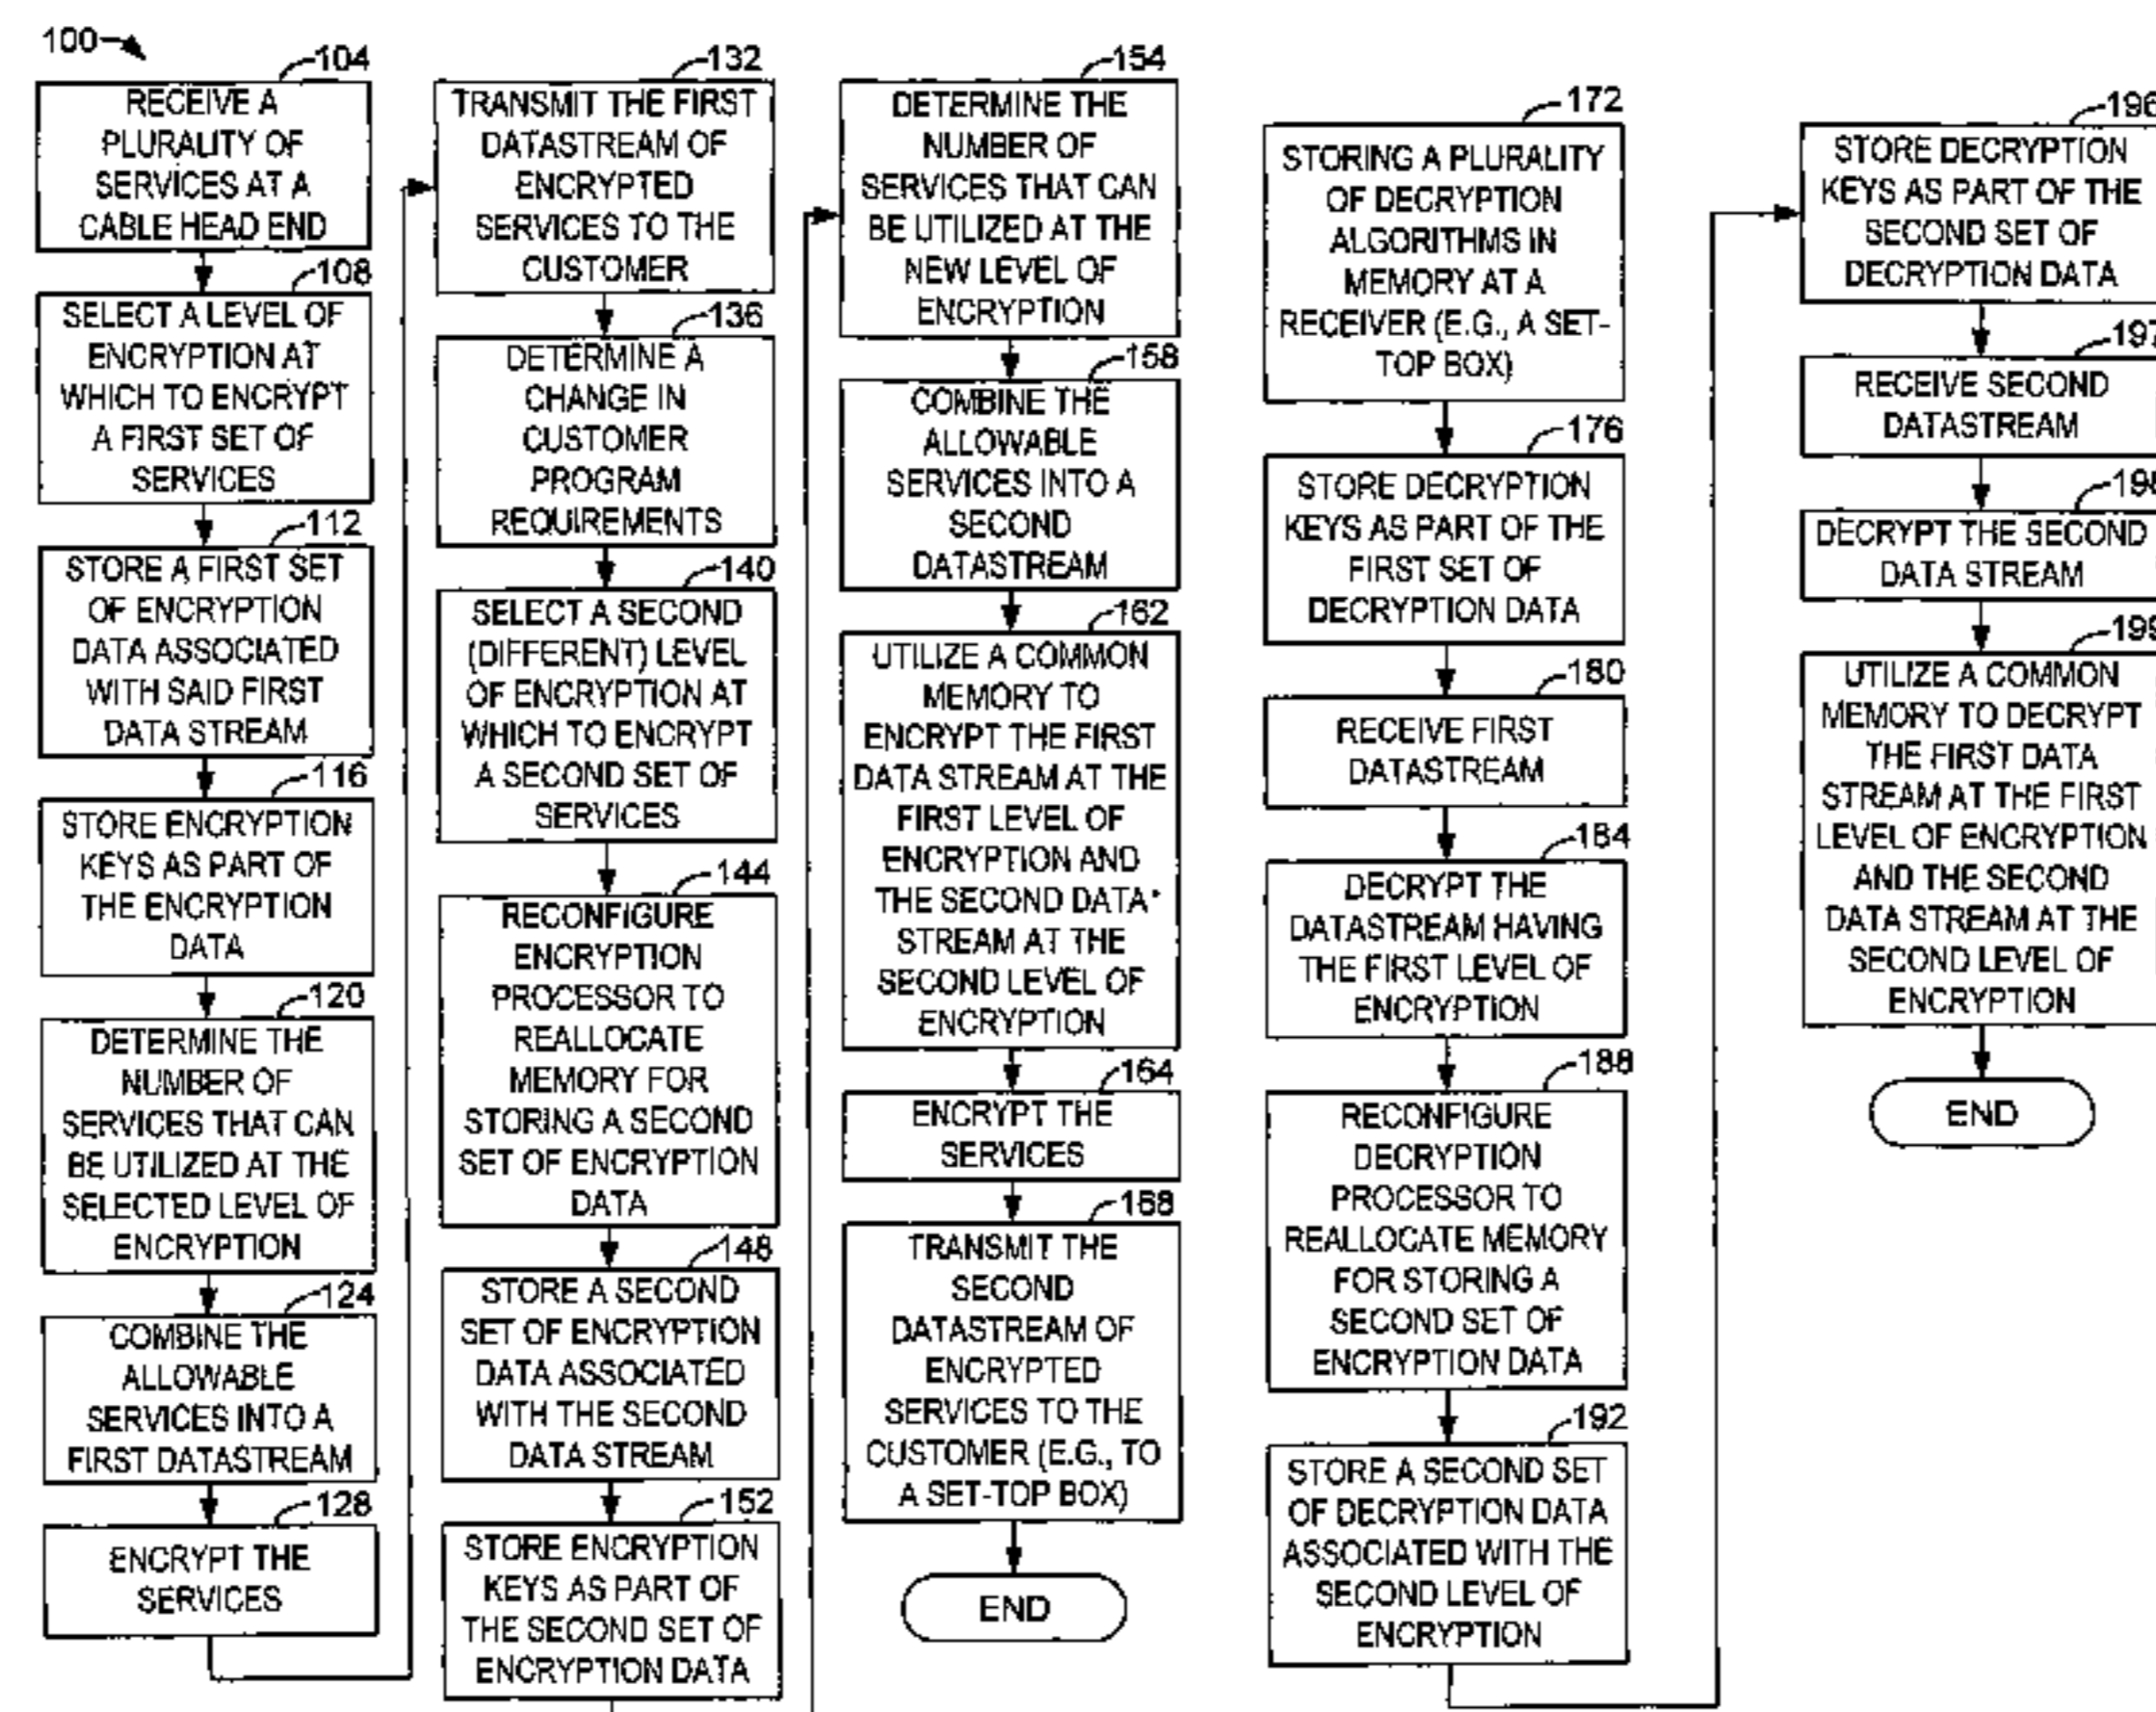 100
104
RECEIVE A
PLURALITY OF
SERVICES AT A
CABLE HEAD END
108
SELECT A LEVEL OF
ENCRYPTION AT
WHICH TO ENCRYPT
A FIRST SET OF
SERVICES
112
STORE A FIRST SET
OF ENCRYPTION
DATA ASSOCIATED
WITH SAID FIRST
DATA STREAM
116
STORE ENCRYPTION
KEYS AS PART OF
THE ENCRYPTION
DATA
120
DETERMINE THE
NUMBER OF
SERVICES THAT CAN
BE UTILIZED AT THE
SELECTED LEVEL OF
ENCRYPTION
124
COMBINE THE
ALLOWABLE
SERVICES INTO A
FIRST DATASTREAM
128
ENCRYPT THE
SERVICES
132
TRANSMIT THE FIRST
DATASTREAM OF
ENCRYPTED
SERVICES TO THE
CUSTOMER
136
DETERMINE A
CHANGE IN
CUSTOMER
PROGRAM
REQUIREMENTS
140
SELECT A SECOND
(DIFFERENT) LEVEL
OF ENCRYPTION AT
WHICH TO ENCRYPT
A SECOND SET OF
SERVICES
144
RECONFIGURE
ENCRYPTION
PROCESSOR TO
REALLOCATE
MEMORY FOR
STORING A SECOND
SET OF ENCRYPTION
DATA
148
STORE A SECOND
SET OF ENCRYPTION
DATA ASSOCIATED
WITH THE SECOND
DATA STREAM
152
STORE ENCRYPTION
KEYS AS PART OF
THE SECOND SET OF
ENCRYPTION DATA
154
DETERMINE THE
NUMBER OF
SERVICES THAT CAN
BE UTILIZED AT THE
NEW LEVEL OF
ENCRYPTION
158
COMBINE THE
ALLOWABLE
SERVICES INTO A
SECOND
DATASTREAM
162
UTILIZE A COMMON
MEMORY TO
ENCRYPT THE FIRST
DATA STREAM AT THE
FIRST LEVEL OF
ENCRYPTION AND
THE SECOND DATA
STREAM AT THE
SECOND LEVEL OF
ENCRYPTION
164
ENCRYPT THE
SERVICES
168
TRANSMIT THE
SECOND
DATASTREAM OF
ENCRYPTED
SERVICES TO THE
CUSTOMER (E.G., TO
A SET-TOP BOX)
END
172
STORING A PLURALITY
OF DECRYPTION
ALGORITHMS IN
MEMORY AT A
RECEIVER (E.G., A SET-
TOP BOX)
176
STORE DECRYPTION
KEYS AS PART OF THE
FIRST SET OF
DECRYPTION DATA
180
RECEIVE FIRST
DATASTREAM
184
DECRYPT THE
DATASTREAM HAVING
THE FIRST LEVEL OF
ENCRYPTION
188
RECONFIGURE
DECRYPTION
PROCESSOR TO
REALLOCATE MEMORY
FOR STORING A
SECOND SET OF
ENCRYPTION DATA
192
STORE A SECOND SET
OF DECRYPTION DATA
ASSOCIATED WITH THE
SECOND LEVEL OF
ENCRYPTION
196
STORE DECRYPTION
KEYS AS PART OF THE
SECOND SET OF
DECRYPTION DATA
197
RECEIVE SECOND
DATASTREAM
198
DECRYPT THE SECOND
DATA STREAM
199
UTILIZE A COMMON
MEMORY TO DECRYPT
THE FIRST DATA
STREAM AT THE FIRST
LEVEL OF ENCRYPTION
AND THE SECOND
DATA STREAM AT THE
SECOND LEVEL OF
ENCRYPTION
END